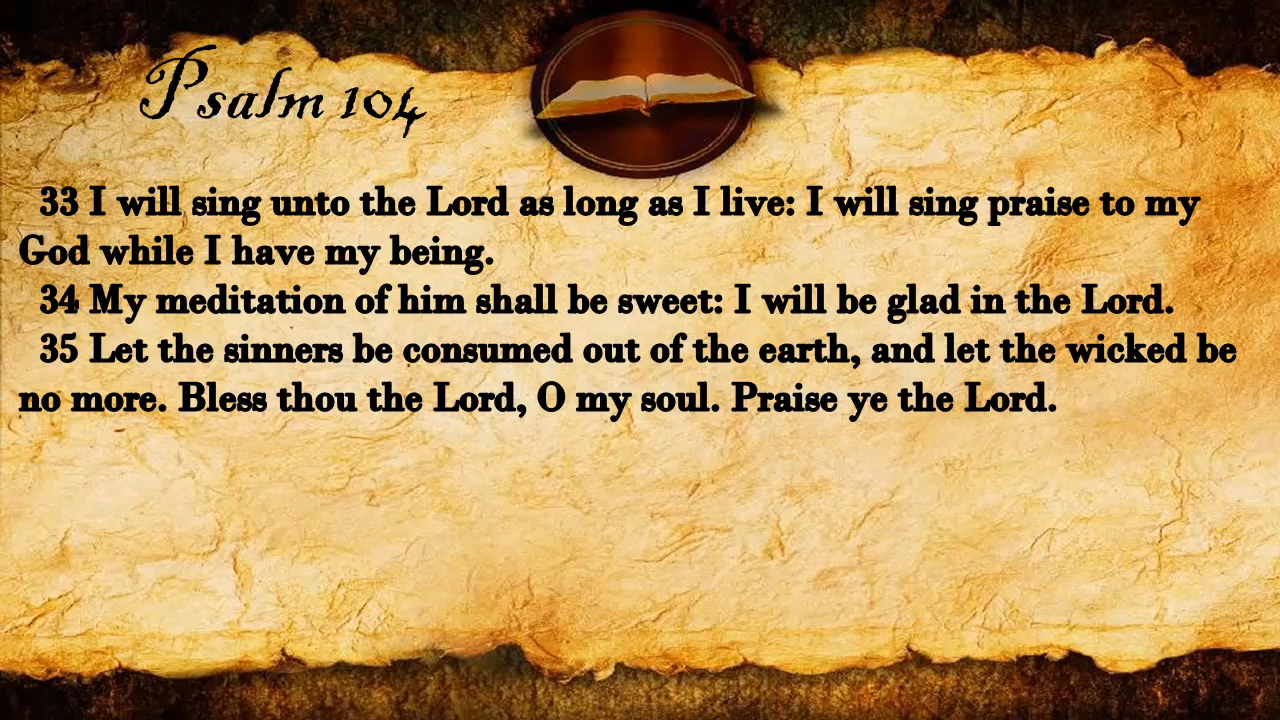 Psalm 104
33 I will sing unto the Lord as long as I live: I will sing praise to my
God while I have my being.
34 My meditation of him shall be sweet: I will be glad in the Lord.
35 Let the sinners be consumed out of the earth, and let the wicked be
no more. Bless thou the Lord, O my soul. Praise ye the Lord.